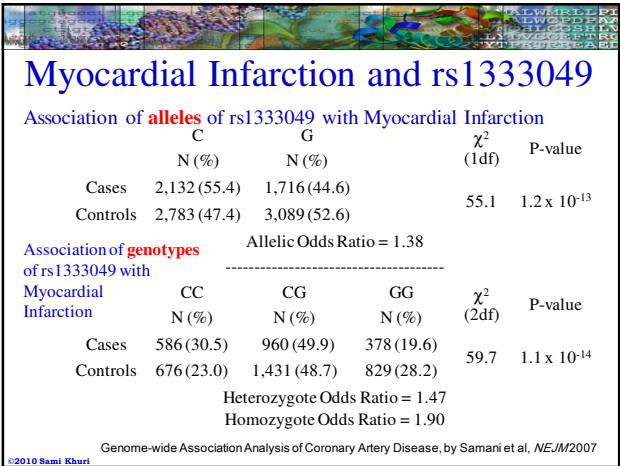 ALWMRLLPI
LWGPDPAA
Myocardial Infarction and rs1333049
Association of alleles of rs1333049 with Myocardial Infarction
C G χ² (1df) P-value
N (%) N (%)
Cases 2,132 (55.4) 1,716 (44.6) 55.1 1.2 x 10⁻¹³
Controls 2,783 (47.4) 3,089 (52.6)
Allelic Odds Ratio = 1.38
Association of genotypes
of rs1333049 with
Myocardial
Infarction
--------------------------------------
CC CG GG χ² (2df) P-value
N (%) N (%) N (%)
Cases 586 (30.5) 960 (49.9) 378 (19.6) 59.7 1.1 x 10⁻¹⁴
Controls 676 (23.0) 1,431 (48.7) 829 (28.2)
Heterozygote Odds Ratio = 1.47
Homozygote Odds Ratio = 1.90
Genome-wide Association Analysis of Coronary Artery Disease, by Samani et al, NEJM 2007
©2010 Sami Khuri